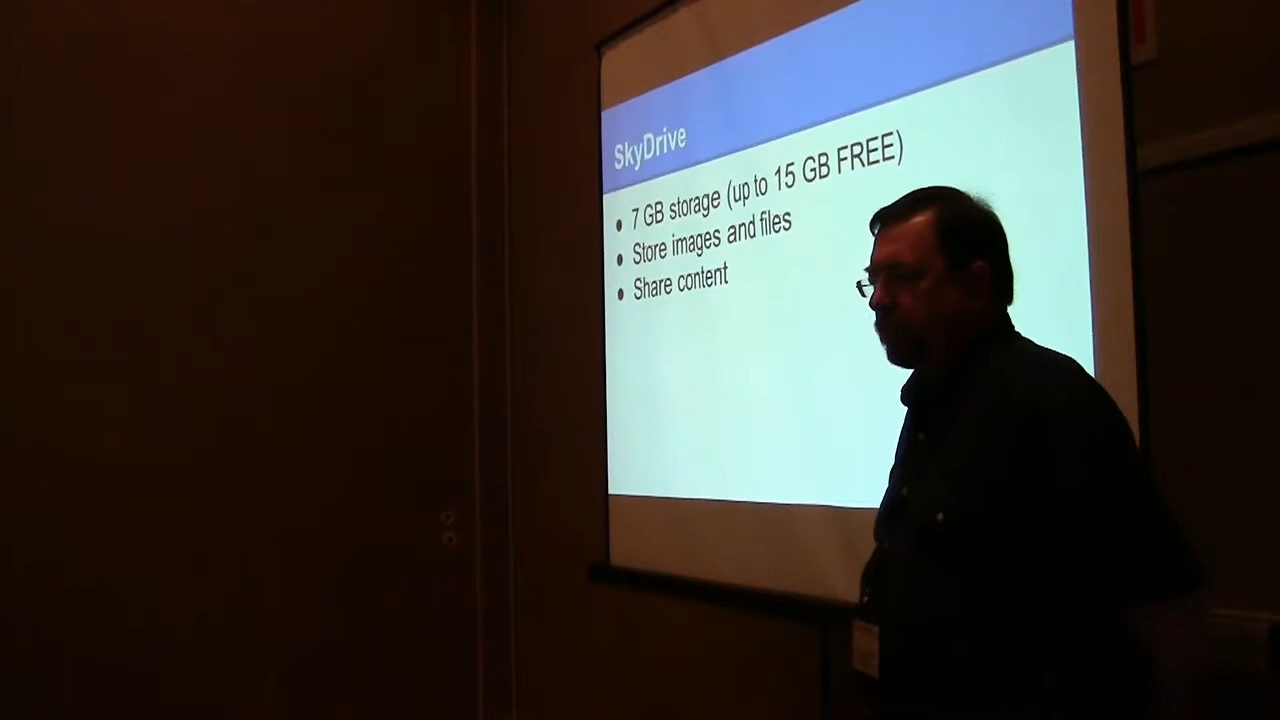 SkyDrive
● 7 GB storage (up to 15 GB FREE)
● Store images and files
● Share content